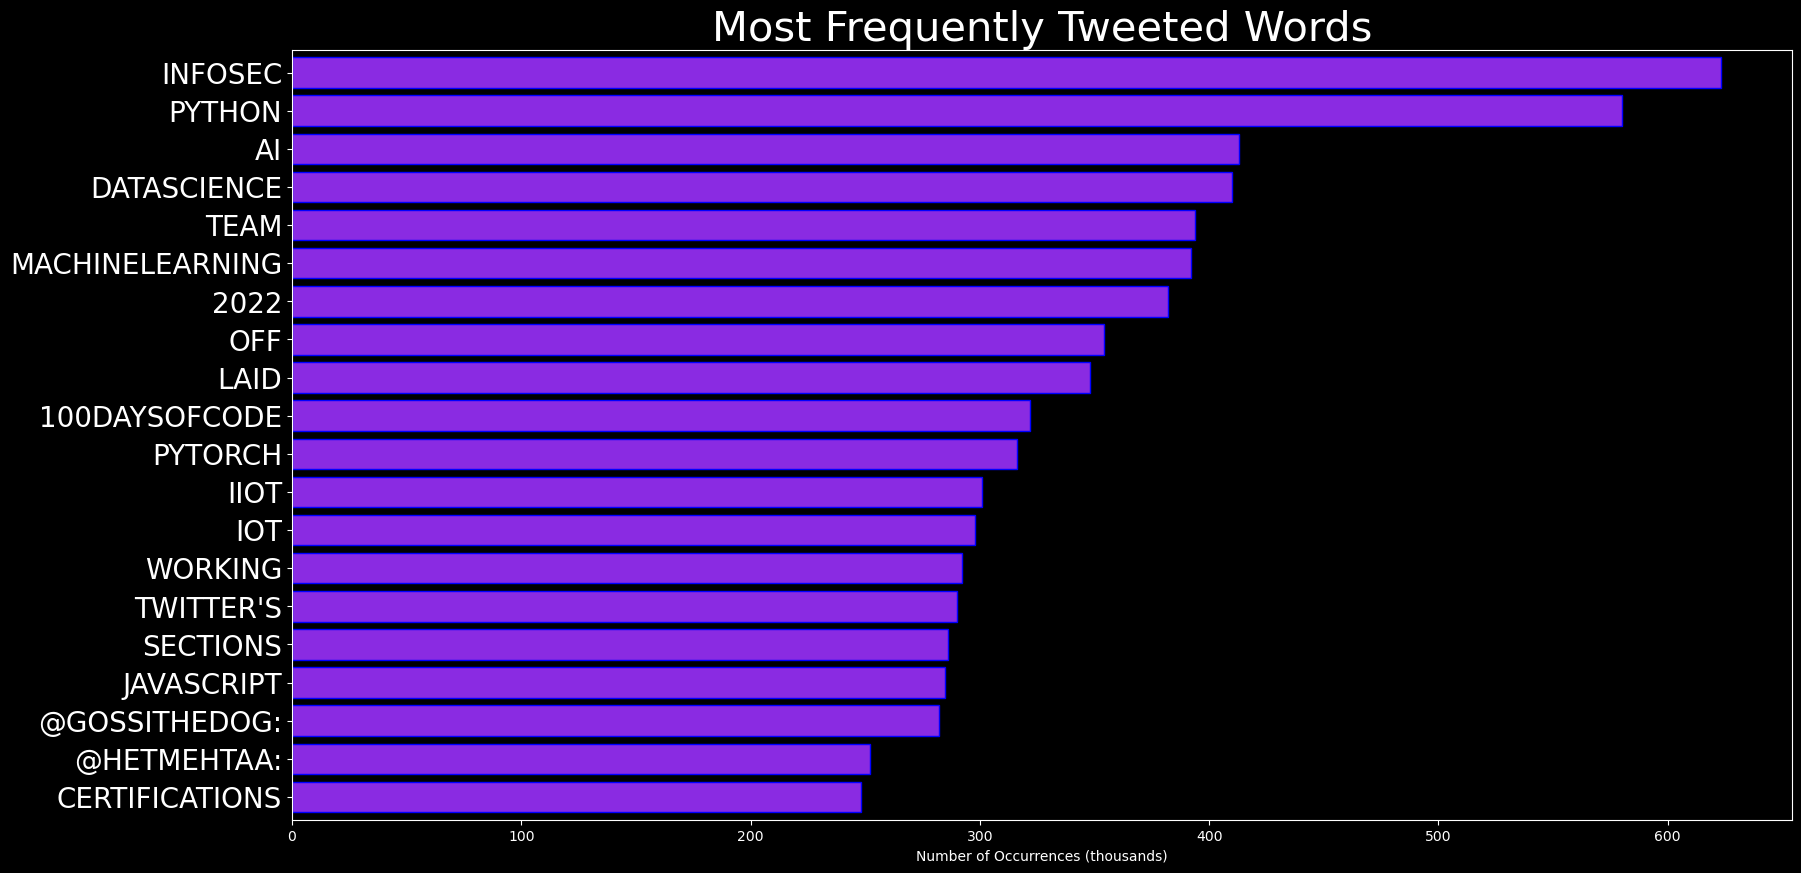 Most Frequently Tweeted Words
INFOSEC
PYTHON
AI
DATASCIENCE
TEAM
MACHINELEARNING
2022
OFF
LAID
100DAYSOFCODE
PYTORCH
IIOT
IOT
WORKING
TWITTER'S
SECTIONS
JAVASCRIPT
@GOSSITHEDOG:
@HETMEHTAA:
CERTIFICATIONS
0 100 200 300 400 500 600
Number of Occurrences (thousands)